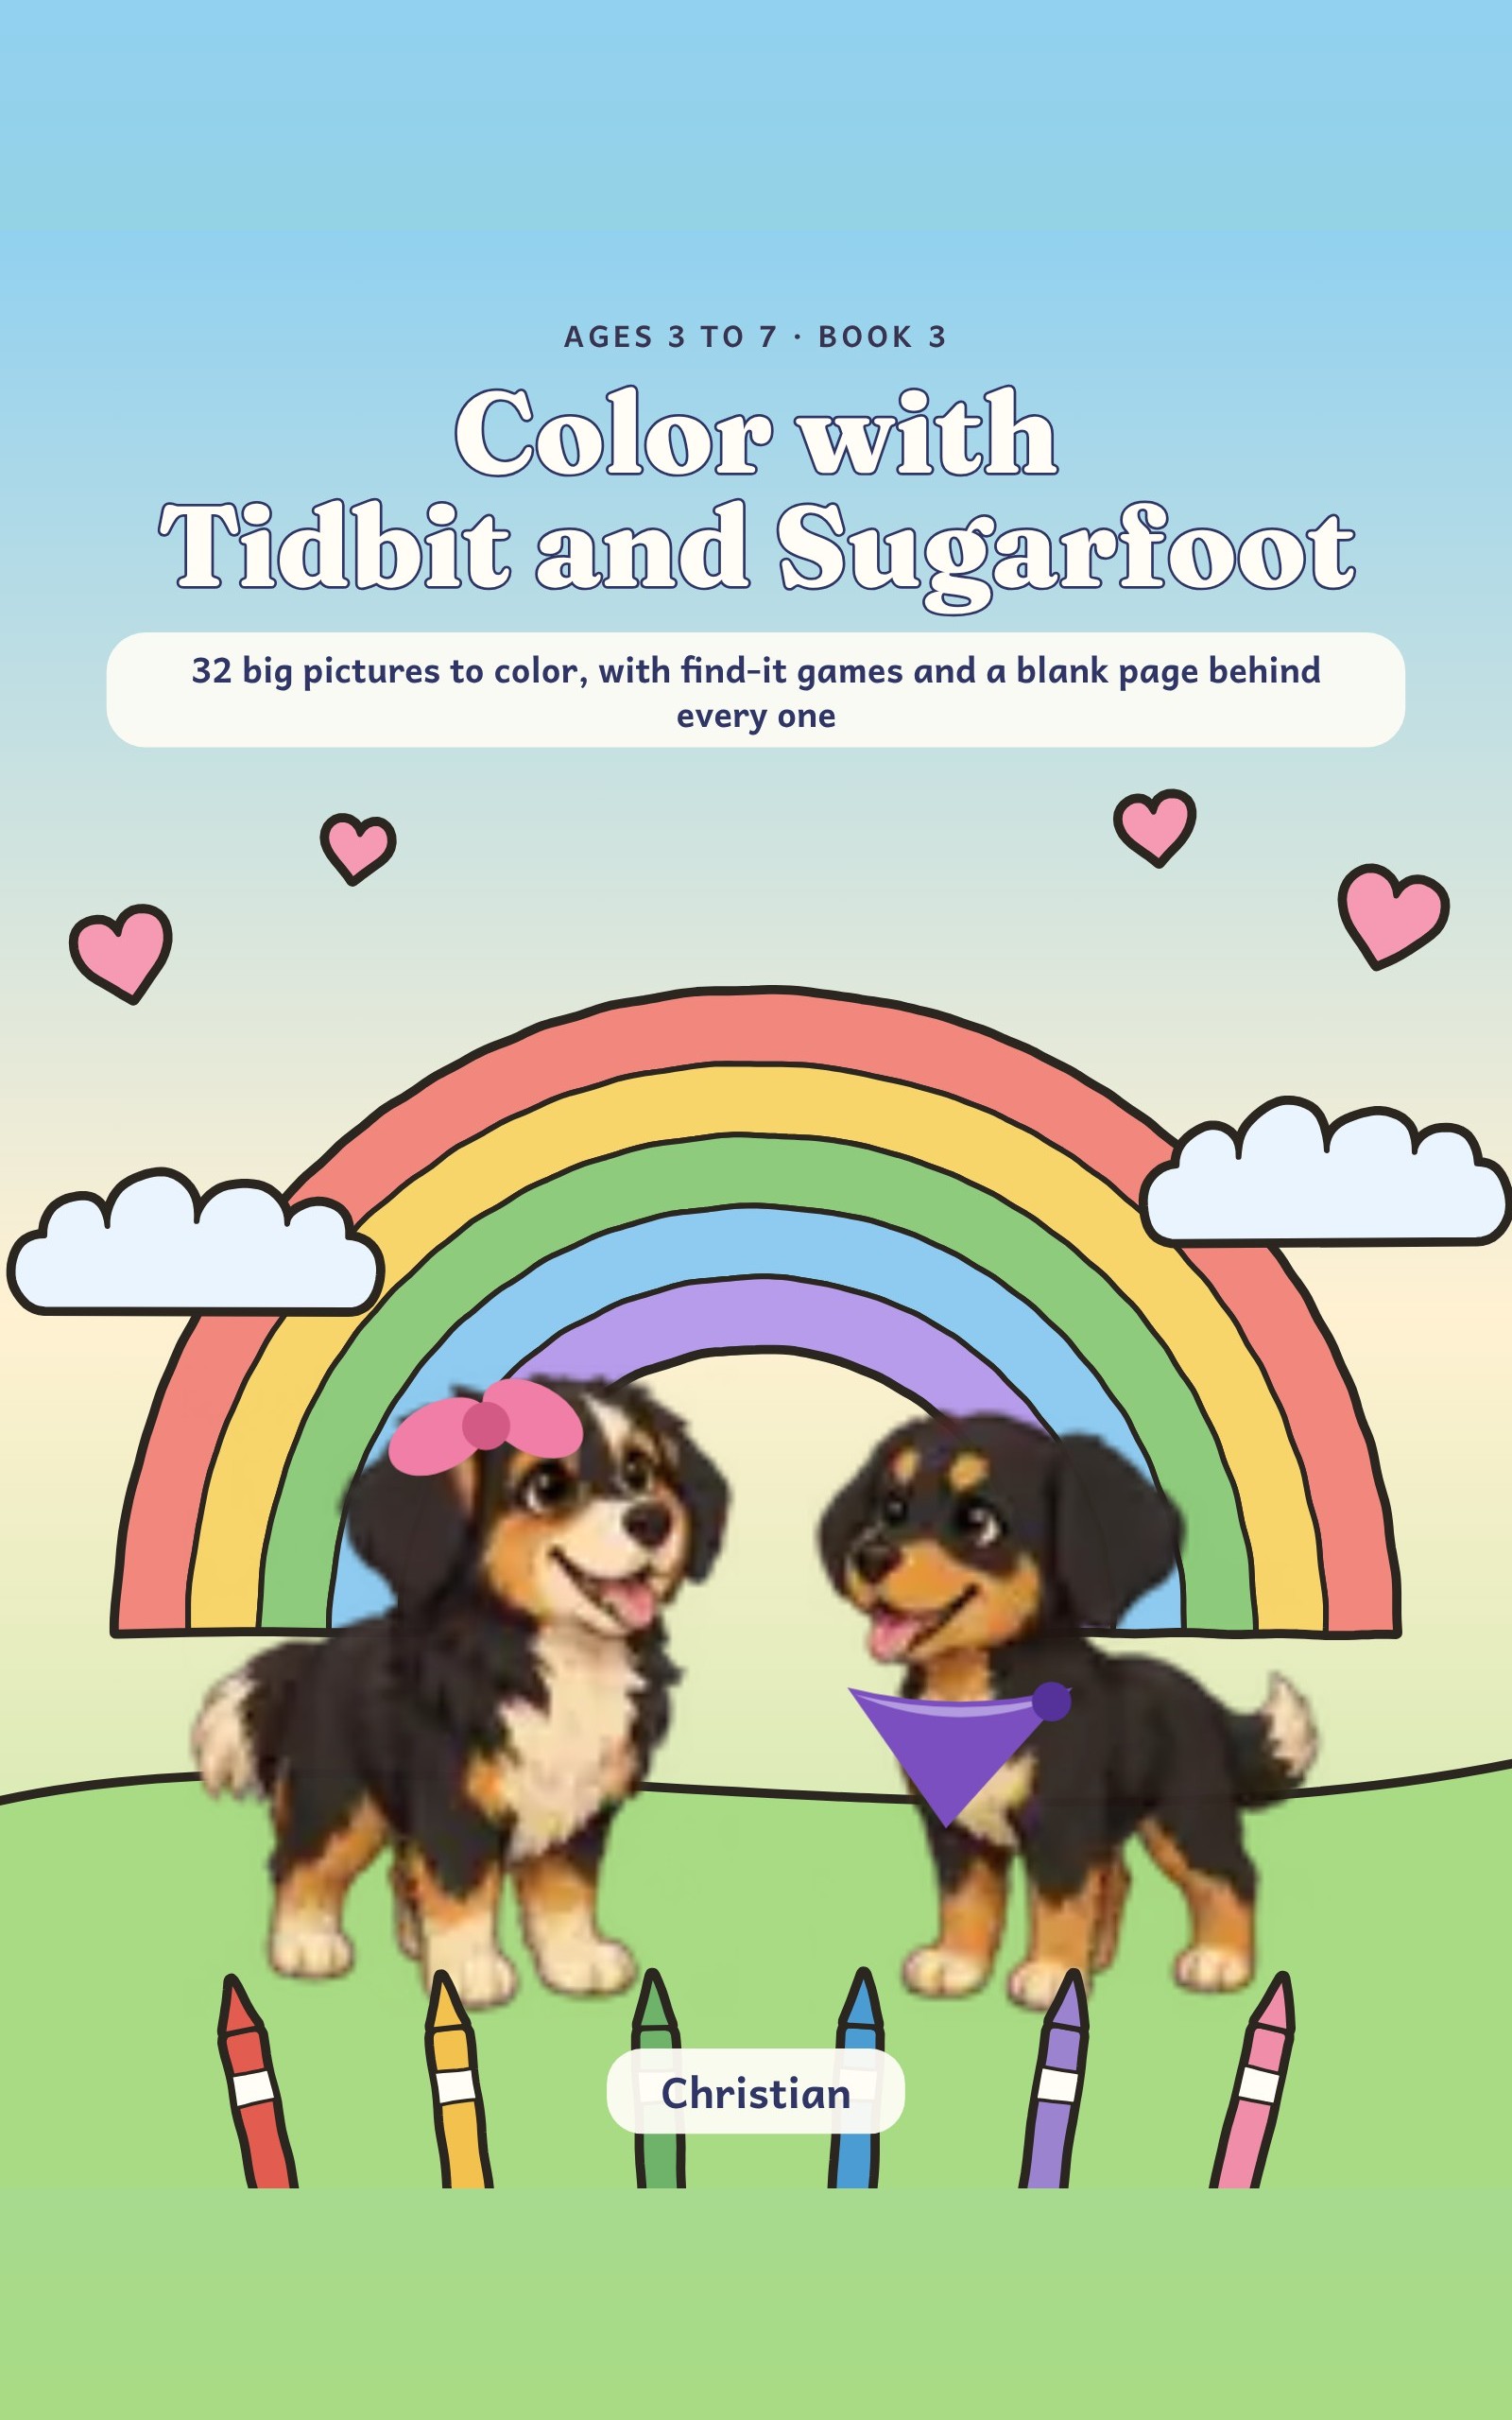 AGES 3 TO 7 · BOOK 3
Color with
Tidbit and Sugarfoot
32 big pictures to color, with find-it games and a blank page behind
every one
Christian